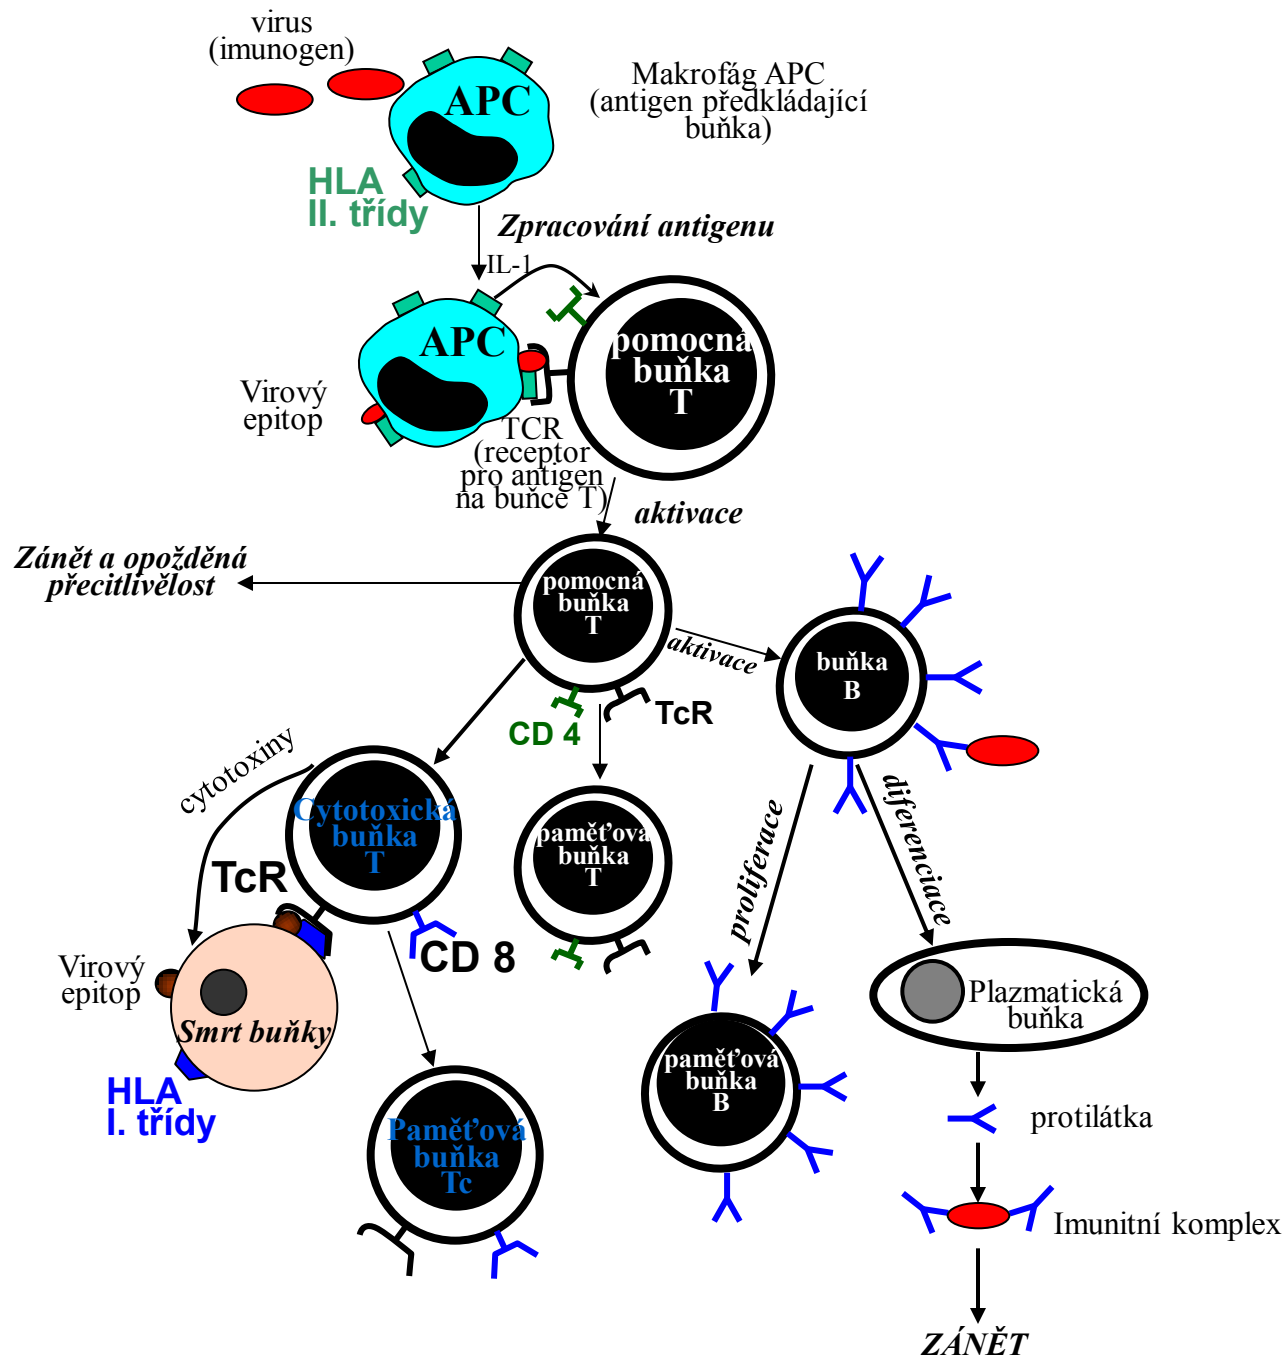 virus
(imunogen)
APC
Makrofág APC
(antigen předkládající
buňka)
HLA
II. třídy
Zpracování antigenu
IL-1
APC
pomocná
buňka
T
Virový
epitop
TCR
(receptor
pro antigen
na buňce T)
aktivace
Zánět a opožděná
přecitlivělost
pomocná
buňka
T
aktivace
buňka
B
CD 4
TcR
cytotoxiny
Cytotoxická
buňka
T
paměťová
buňka
T
proliferace
diferenciace
TcR
CD 8
Virový
epitop
Smrt buňky
HLA
I. třídy
Plazmatická
buňka
paměťová
buňka
B
Paměťová
buňka
Tc
protilátka
Imunitní komplex
ZÁNĚT